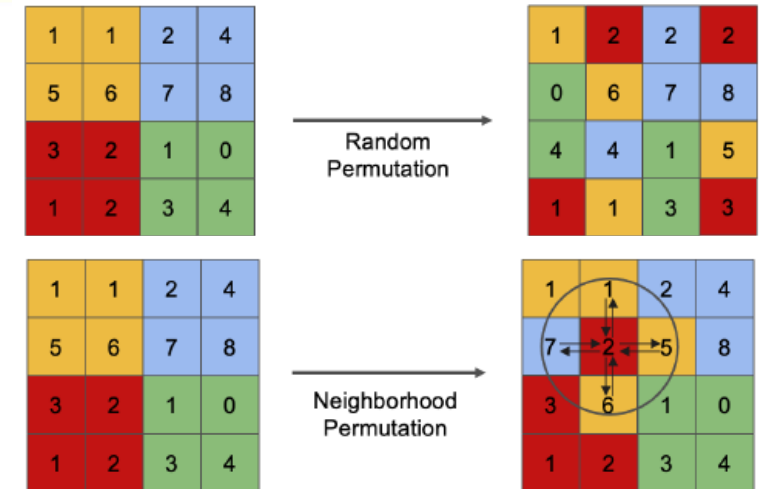 1 1 2 4
5 6 7 8
3 2 1 0
1 2 3 4
Random
Permutation
1 2 2 2
0 6 7 8
4 4 1 5
1 1 3 3
1 1 2 4
5 6 7 8
3 2 1 0
1 2 3 4
Neighborhood
Permutation
1 1 2 4
7 2 5 8
3 6 1 0
1 2 3 4